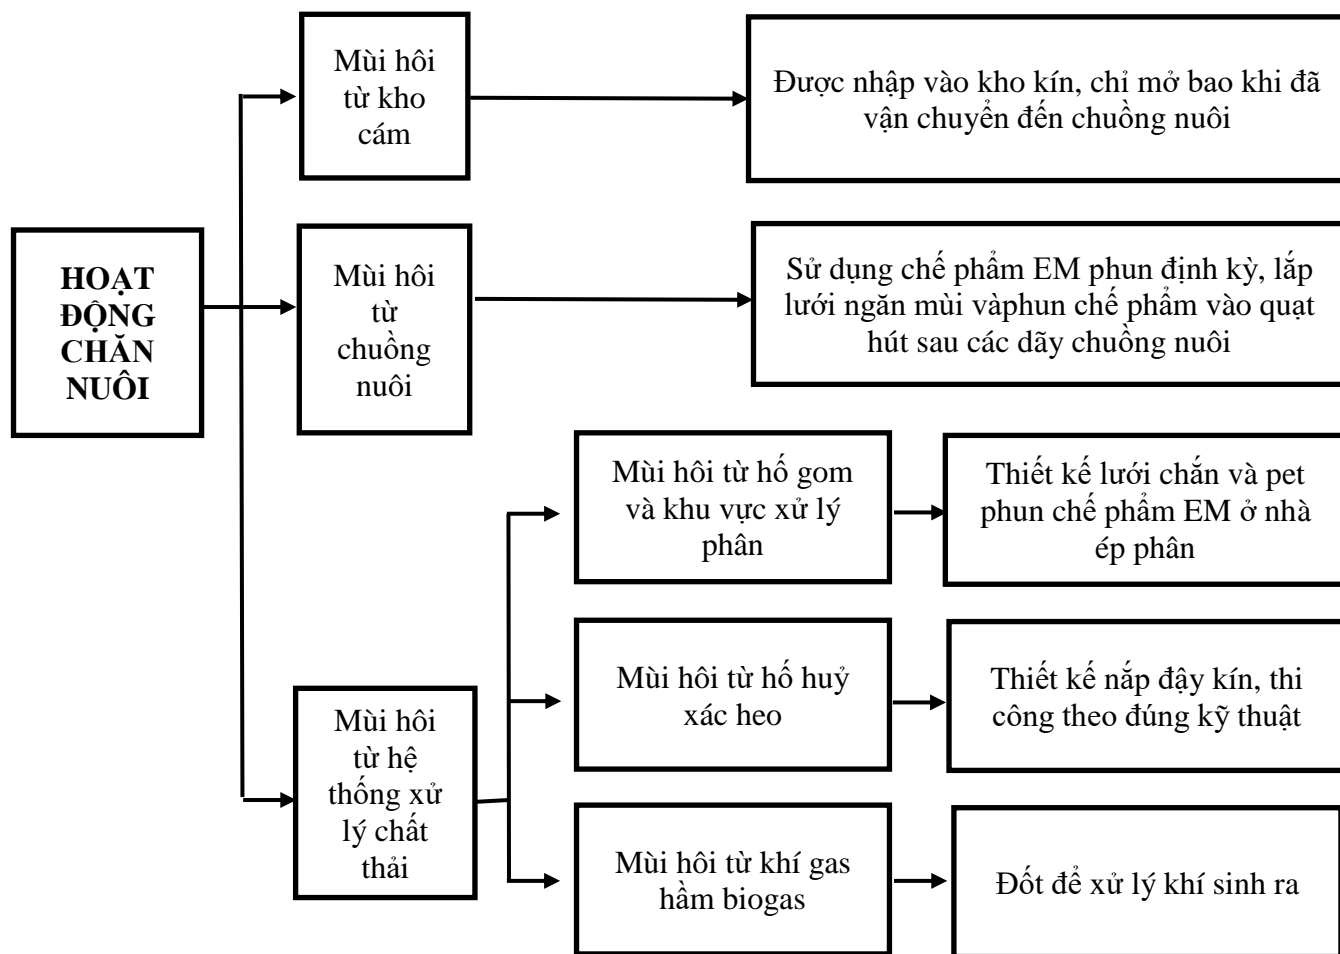 Mùi hôi
từ kho
cám
Được nhập vào kho kín, chỉ mở bao khi đã
vận chuyển đến chuồng nuôi
HOẠT
ĐỘNG
CHĂN
NUÔI
Mùi hôi
từ
chuồng
nuôi
Sử dụng chế phẩm EM phun định kỳ, lắp
lưới ngăn mùi vàphun chế phẩm vào quạt
hút sau các dãy chuồng nuôi
Mùi hôi từ hố gom
và khu vực xử lý
phân
Thiết kế lưới chắn và pet
phun chế phẩm EM ở nhà
ép phân
Mùi hôi
từ hệ
thống xử
lý chất
thải
Mùi hôi từ hố huỷ
xác heo
Thiết kế nắp đậy kín, thi
công theo đúng kỹ thuật
Mùi hôi từ khí gas
hầm biogas
Đốt để xử lý khí sinh ra